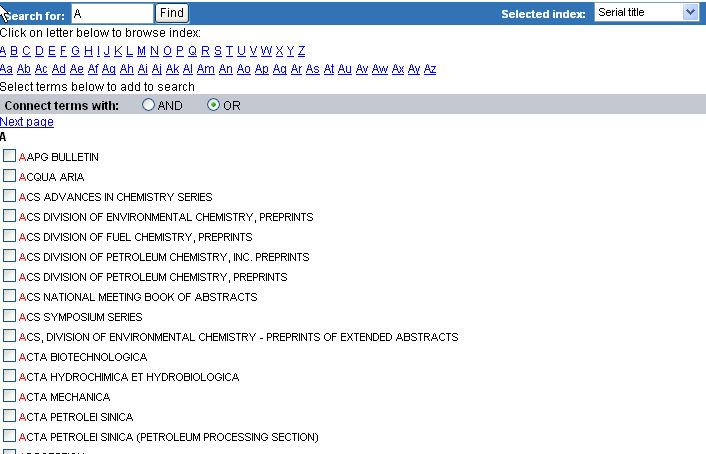 Search for: A Find Selected index: Serial title
Click on letter below to browse index:
A B C D E F G H I J K L M N O P Q R S T U V W X Y Z
Aa Ab Ac Ad Ae Af Ag Ah Ai Aj Ak Al Am An Ao Ap Aq Ar As At Au Av Aw Ax Ay Az
Select terms below to add to search
Connect terms with: AND OR
Next page
A
AAPG BULLETIN
ACQUA ARIA
ACS ADVANCES IN CHEMISTRY SERIES
ACS DIVISION OF ENVIRONMENTAL CHEMISTRY, PREPRINTS
ACS DIVISION OF FUEL CHEMISTRY, PREPRINTS
ACS DIVISION OF PETROLEUM CHEMISTRY, INC. PREPRINTS
ACS DIVISION OF PETROLEUM CHEMISTRY, PREPRINTS
ACS NATIONAL MEETING BOOK OF ABSTRACTS
ACS SYMPOSIUM SERIES
ACS, DIVISION OF ENVIRONMENTAL CHEMISTRY - PREPRINTS OF EXTENDED ABSTRACTS
ACTA BIOTECHNOLOGICA
ACTA HYDROCHIMICA ET HYDROBIOLOGICA
ACTA MECHANICA
ACTA PETROLEI SINICA
ACTA PETROLEI SINICA (PETROLEUM PROCESSING SECTION)